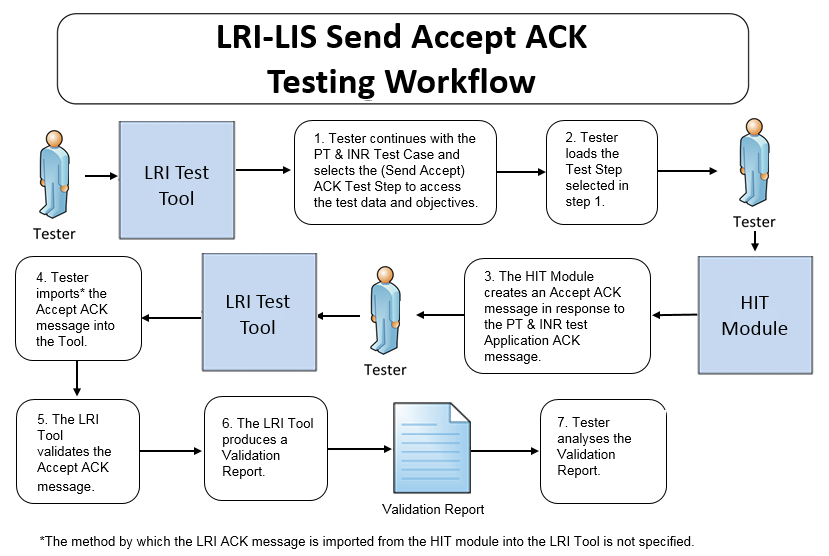 LRI-LIS Send Accept ACK
Testing Workflow
Tester
LRI Test
Tool
1. Tester continues with the
PT & INR Test Case and
selects the (Send Accept)
ACK Test Step to access
the test data and objectives.
2. Tester
loads the
Test Step
selected in
step 1.
Tester
HIT
Module
3. The HIT Module
creates an Accept ACK
message in response to
the PT & INR test
Application ACK
message.
Tester
LRI Test
Tool
4. Tester
imports* the
Accept ACK
message into
the Tool.
5. The LRI
Tool
validates the
Accept ACK
message.
6. The LRI Tool
produces a
Validation
Report.
Validation Report
7. Tester
analyses the
Validation
Report.
*The method by which the LRI ACK message is imported from the HIT module into the LRI Tool is not specified.